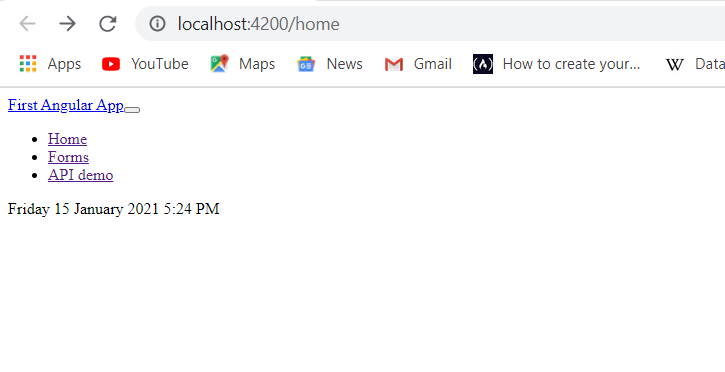 localhost:4200/home
Apps YouTube Maps News Gmail How to create your... Data
First Angular App
Home
Forms
API demo
Friday 15 January 2021 5:24 PM